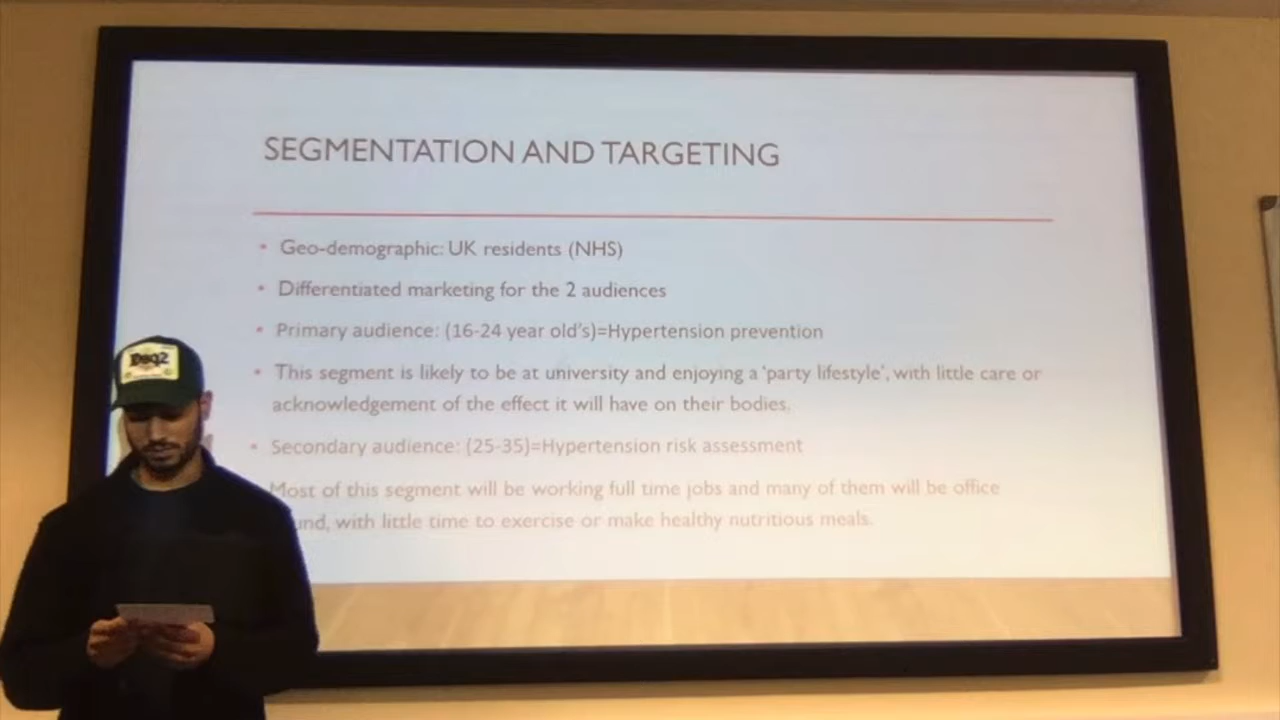 SEGMENTATION AND TARGETING
• Geo-demographic: UK residents (NHS)
• Differentiated marketing for the 2 audiences
• Primary audience: (16-24 year old's)=Hypertension prevention
• This segment is likely to be at university and enjoying a 'party lifestyle', with little care or
acknowledgement of the effect it will have on their bodies.
• Secondary audience: (25-35)=Hypertension risk assessment
Most of this segment will be working full time jobs and many of them will be office
with little time to exercise or make healthy nutritious meals.
Dsq2